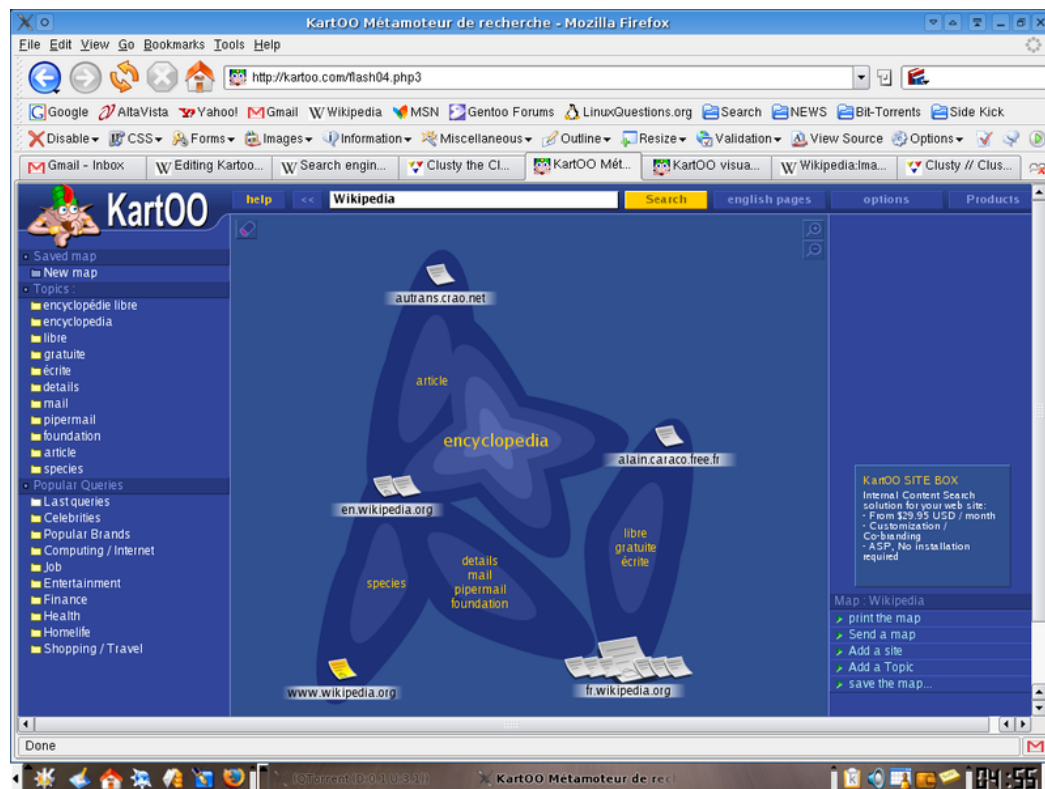 KartOO Métamoteur de recherche - Mozilla Firefox
File Edit View Go Bookmarks Tools Help
http://kartoo.com/flash04.php3
Google AltaVista Yahoo! Gmail Wikipedia MSN Gentoo Forums LinuxQuestions.org Search NEWS Bit-Torrents Side Kick
Disable CSS Forms Images Information Miscellaneous Outline Resize Validation View Source Options
Gmail - Inbox Editing Kartoo... Search engin... Clusty the Cl... KartOO Mét... KartOO visua... Wikipedia:Ima... Clusty // Clus...
KartOO
help << Wikipedia Search english pages options Products
Saved map
New map
Topics :
encyclopédie libre
encyclopedia
libre
gratuite
écrite
details
mail
pipermail
foundation
article
species
Popular Queries
Last queries
Celebrities
Popular Brands
Computing / Internet
Job
Entertainment
Finance
Health
Homelife
Shopping / Travel
autrans.crao.net
article
encyclopedia
alain.caraco.free.fr
en.wikipedia.org
libre
gratuite
écrite
details
mail
pipermail
foundation
species
www.wikipedia.org
fr.wikipedia.org
KartOO SITE BOX
Internal Content Search
solution for your web site:
- From $29.95 USD / month
- Customization /
Co-branding
- ASP, No installation
required
Map : Wikipedia
print the map
Send a map
Add a site
Add a Topic
save the map...
Done
KartOO Métamoteur de rec
04:55